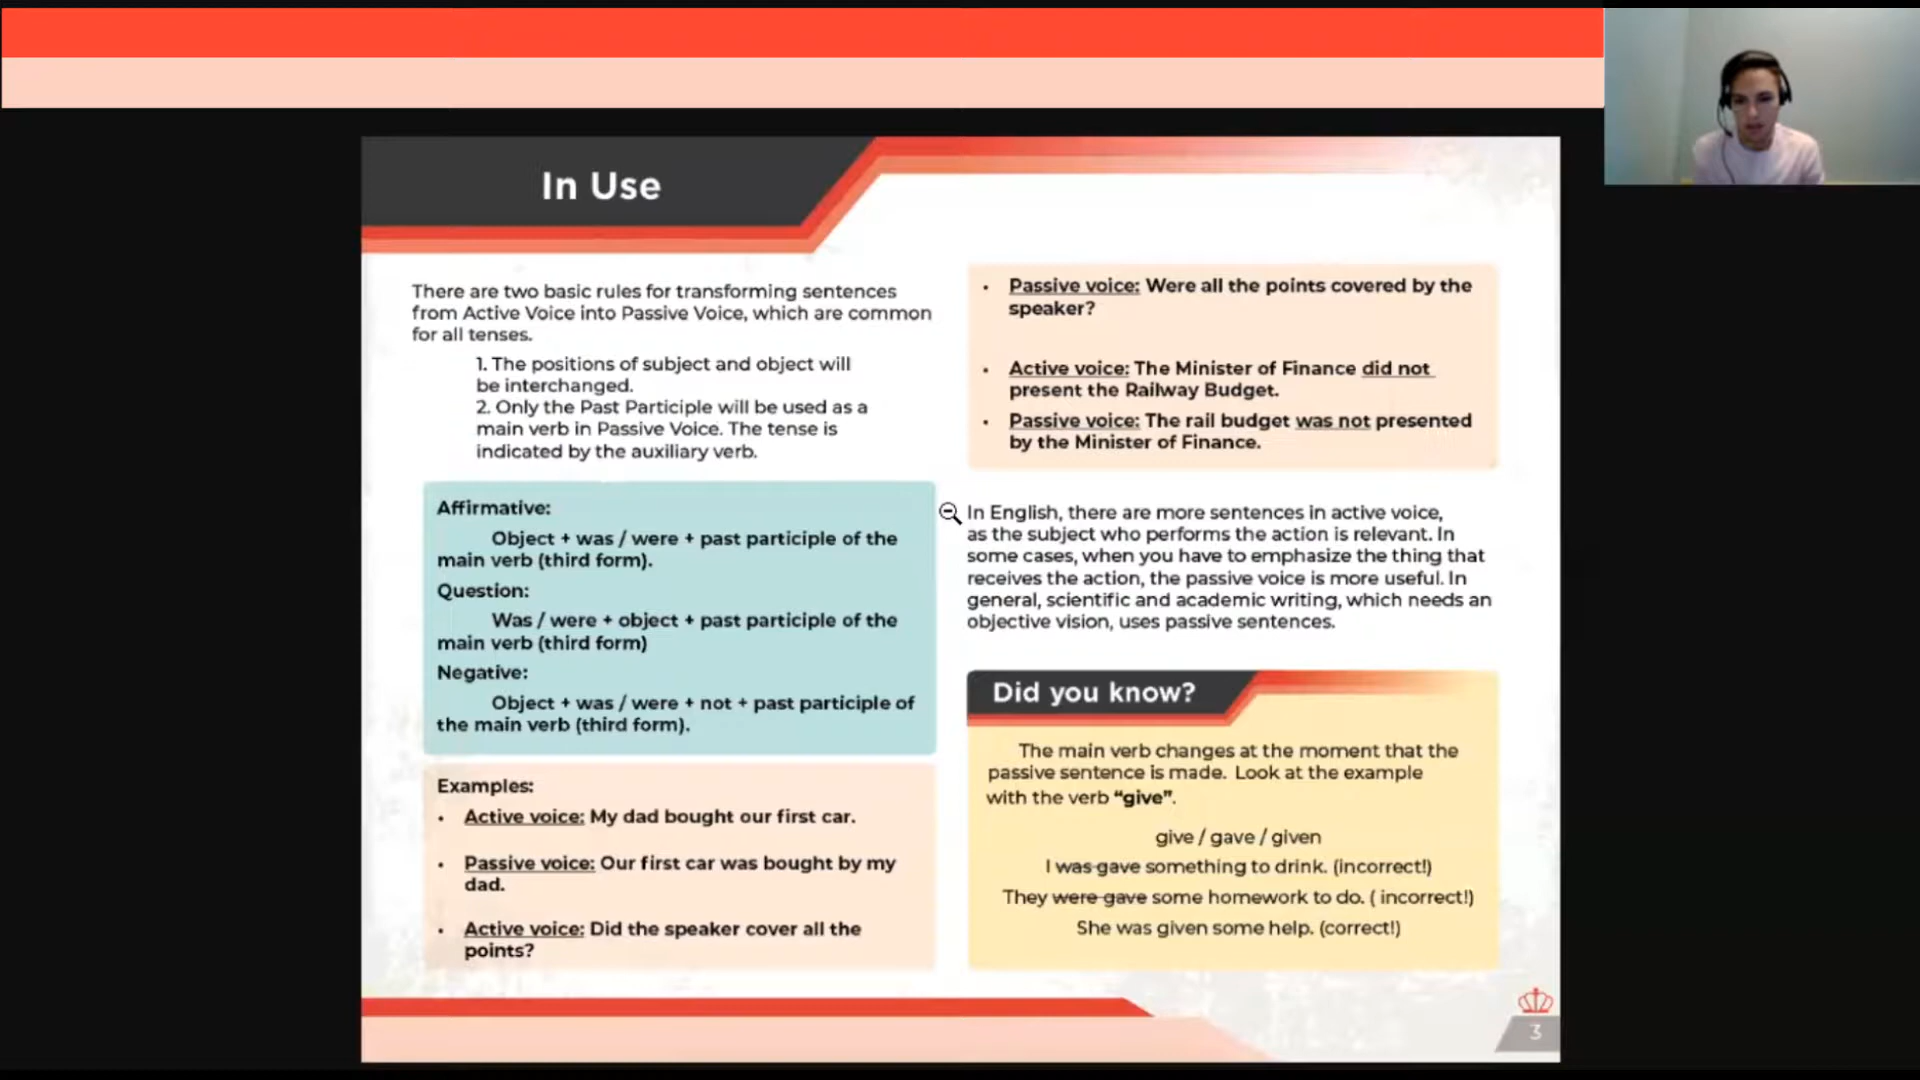 In Use
There are two basic rules for transforming sentences
from Active Voice into Passive Voice, which are common
for all tenses.
1. The positions of subject and object will
be interchanged.
2. Only the Past Participle will be used as a
main verb in Passive Voice. The tense is
indicated by the auxiliary verb.
Affirmative:
Object + was / were + past participle of the
main verb (third form).
Question:
Was / were + object + past participle of the
main verb (third form)
Negative:
Object + was / were + not + past participle of
the main verb (third form).
Examples:
• Active voice: My dad bought our first car.
• Passive voice: Our first car was bought by my
dad.
• Active voice: Did the speaker cover all the
points?
• Passive voice: Were all the points covered by the
speaker?
• Active voice: The Minister of Finance did not
present the Railway Budget.
• Passive voice: The rail budget was not presented
by the Minister of Finance.
In English, there are more sentences in active voice,
as the subject who performs the action is relevant. In
some cases, when you have to emphasize the thing that
receives the action, the passive voice is more useful. In
general, scientific and academic writing, which needs an
objective vision, uses passive sentences.
Did you know?
The main verb changes at the moment that the
passive sentence is made. Look at the example
with the verb “give”.
give / gave / given
I was gave something to drink. (incorrect!)
They were gave some homework to do. ( incorrect!)
She was given some help. (correct!)
3